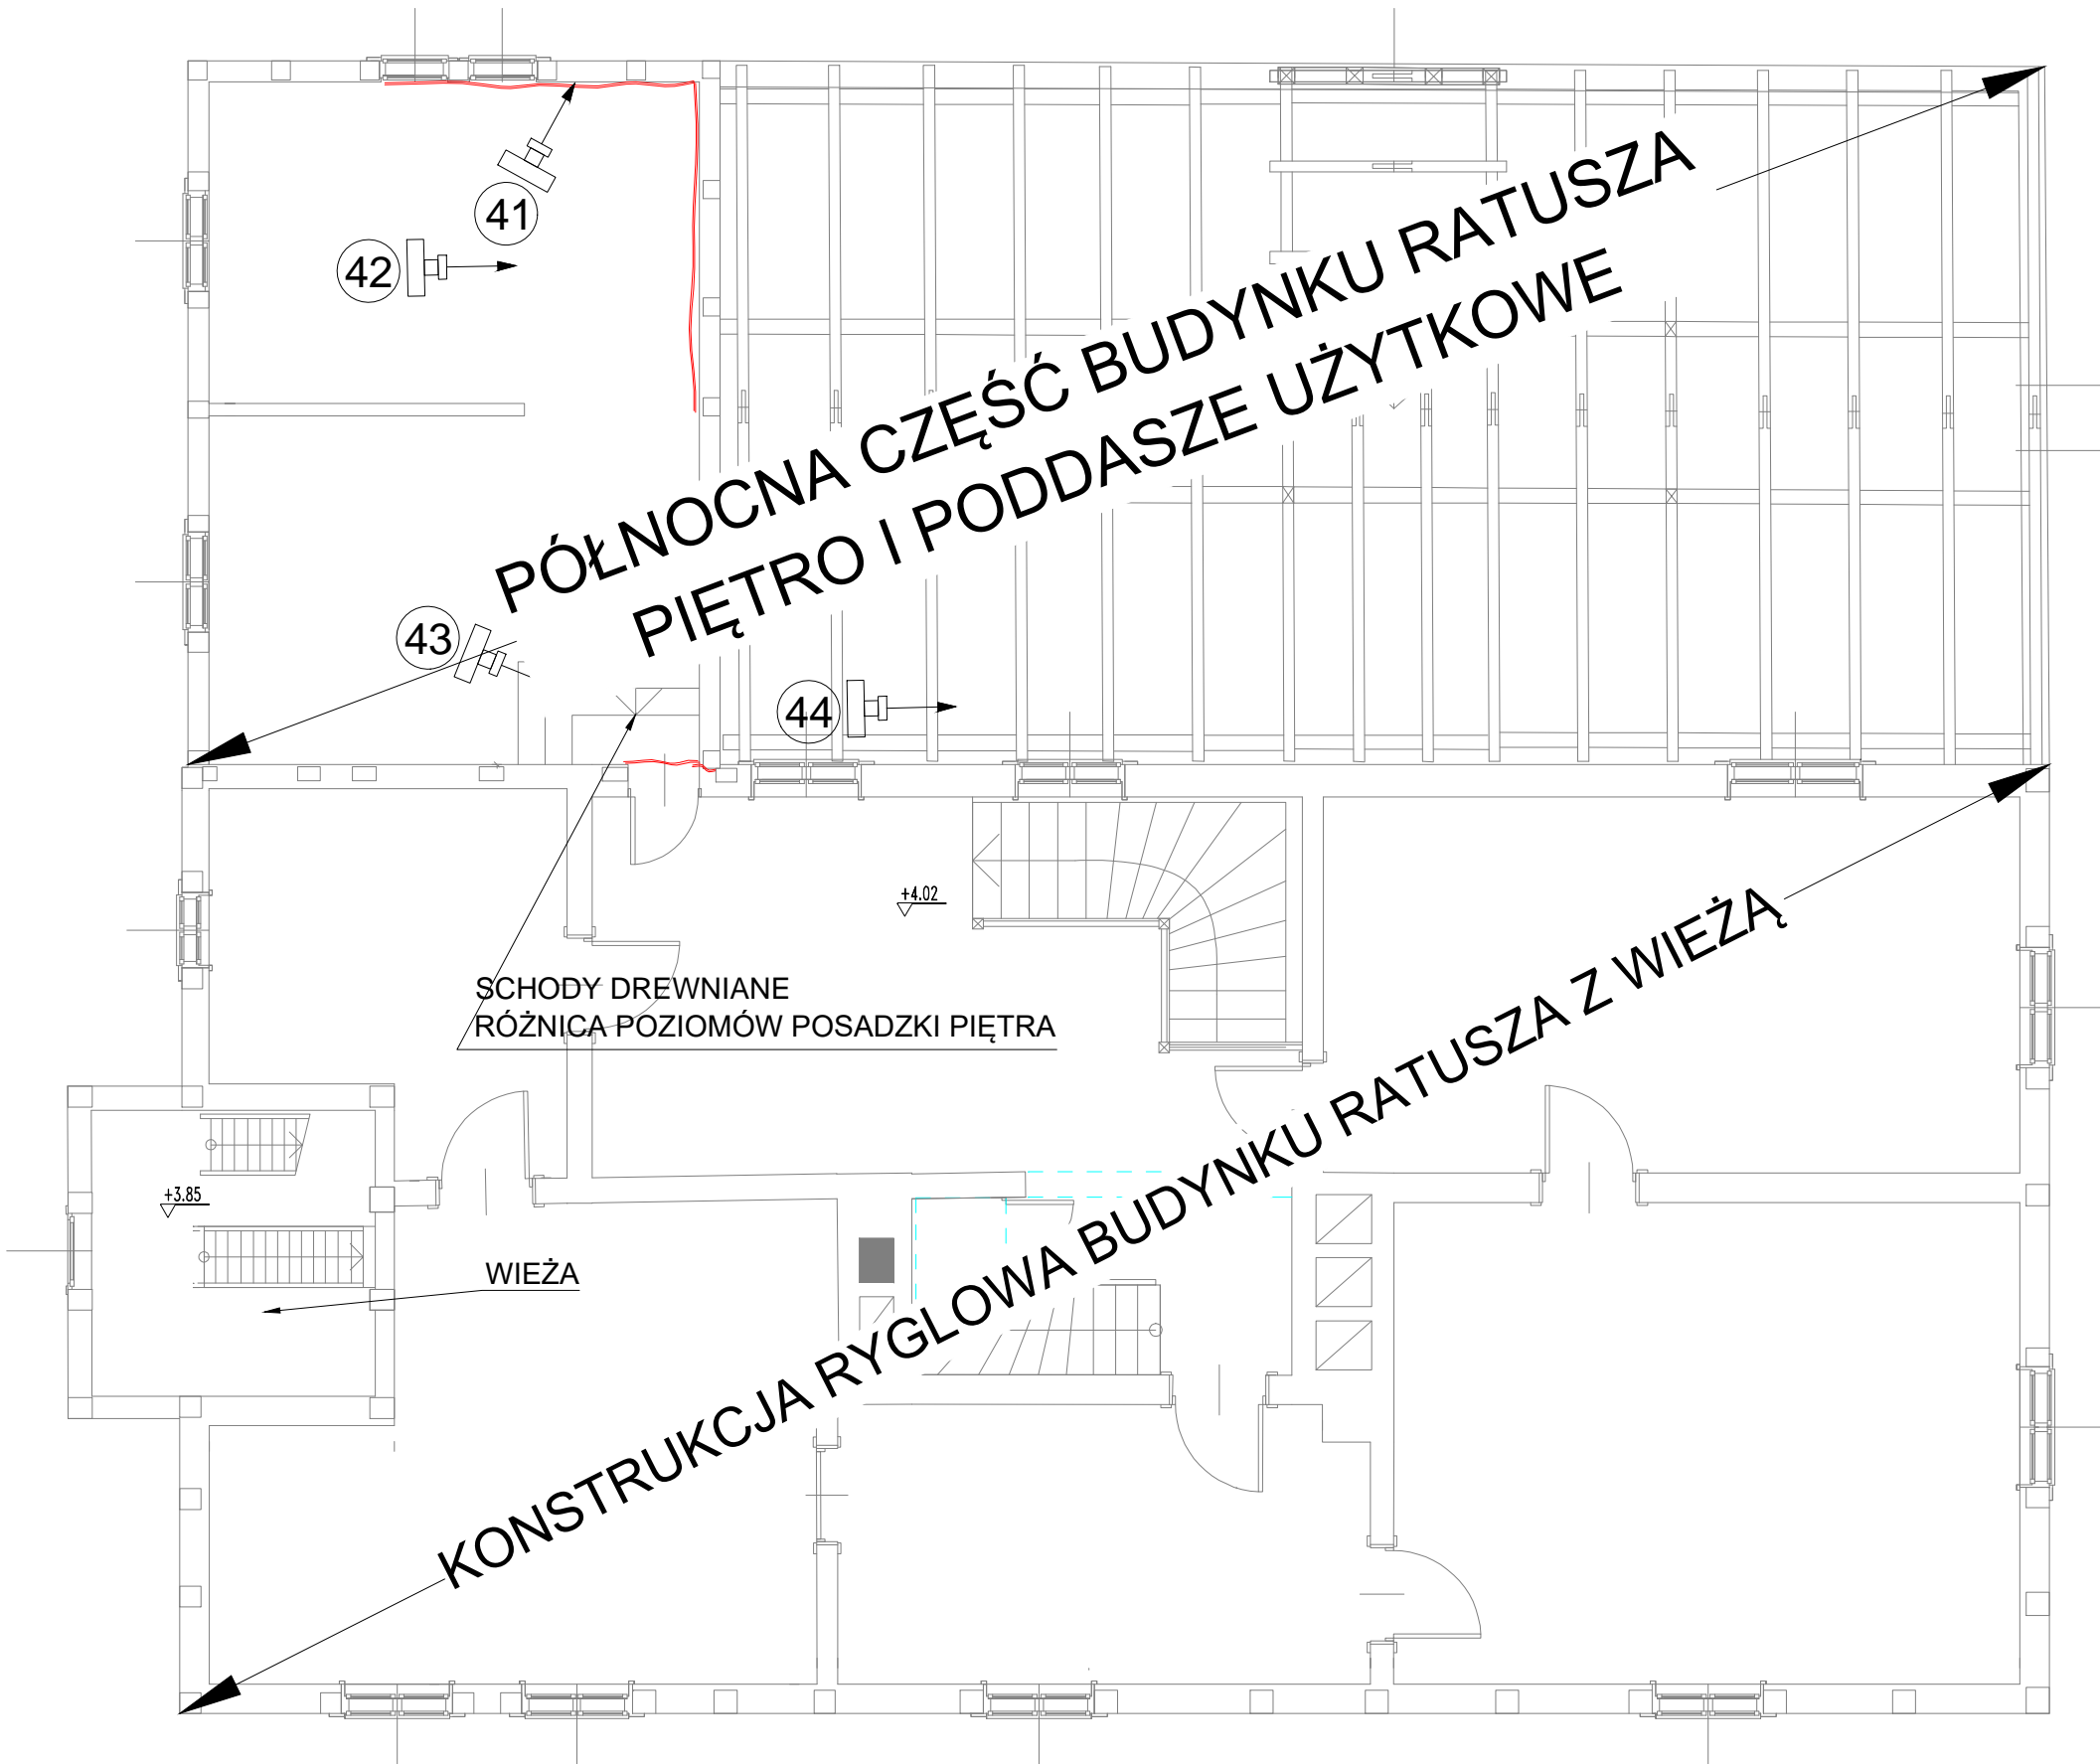 41
42
PÓŁNOCNA CZĘŚĆ BUDYNKU RATUSZA
PIĘTRO I PODDASZE UŻYTKOWE
43
44
+4.02
SCHODY DREWNIANE
RÓŻNICA POZIOMÓW POSADZKI PIĘTRA
+3.85
WIEŻA
KONSTRUKCJA RYGLOWA BUDYNKU RATUSZA Z WIEŻĄ